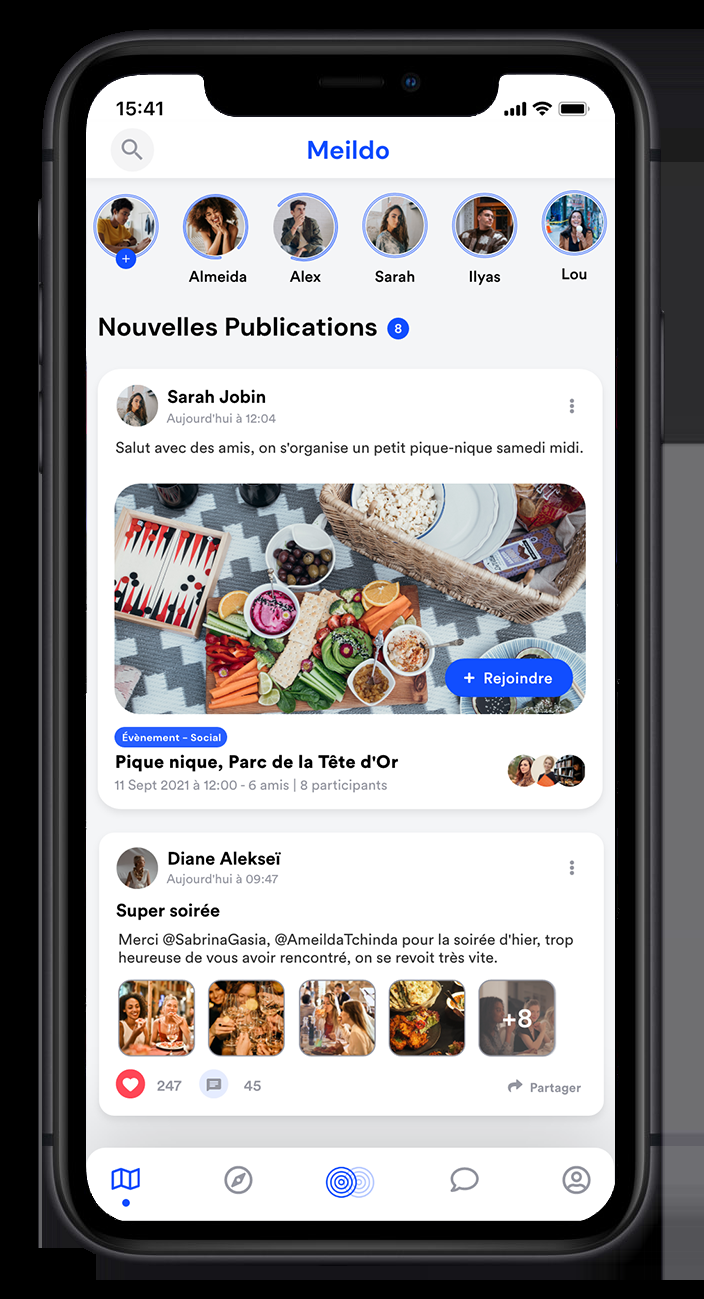 15:41
Meildo
Almeida
Alex
Sarah
Ilyas
Lou
Nouvelles Publications 8
Sarah Jobin
Aujourd'hui à 12:04
Salut avec des amis, on s'organise un petit pique-nique samedi midi.
+ Rejoindre
Évènement - Social
Pique nique, Parc de la Tête d'Or
11 Sept 2021 à 12:00 - 6 amis | 8 participants
Diane Alekseï
Aujourd'hui à 09:47
Super soirée
Merci @SabrinaGasia, @AmeildaTchinda pour la soirée d'hier, trop
heureuse de vous avoir rencontré, on se revoit très vite.
+8
247
45
Partager